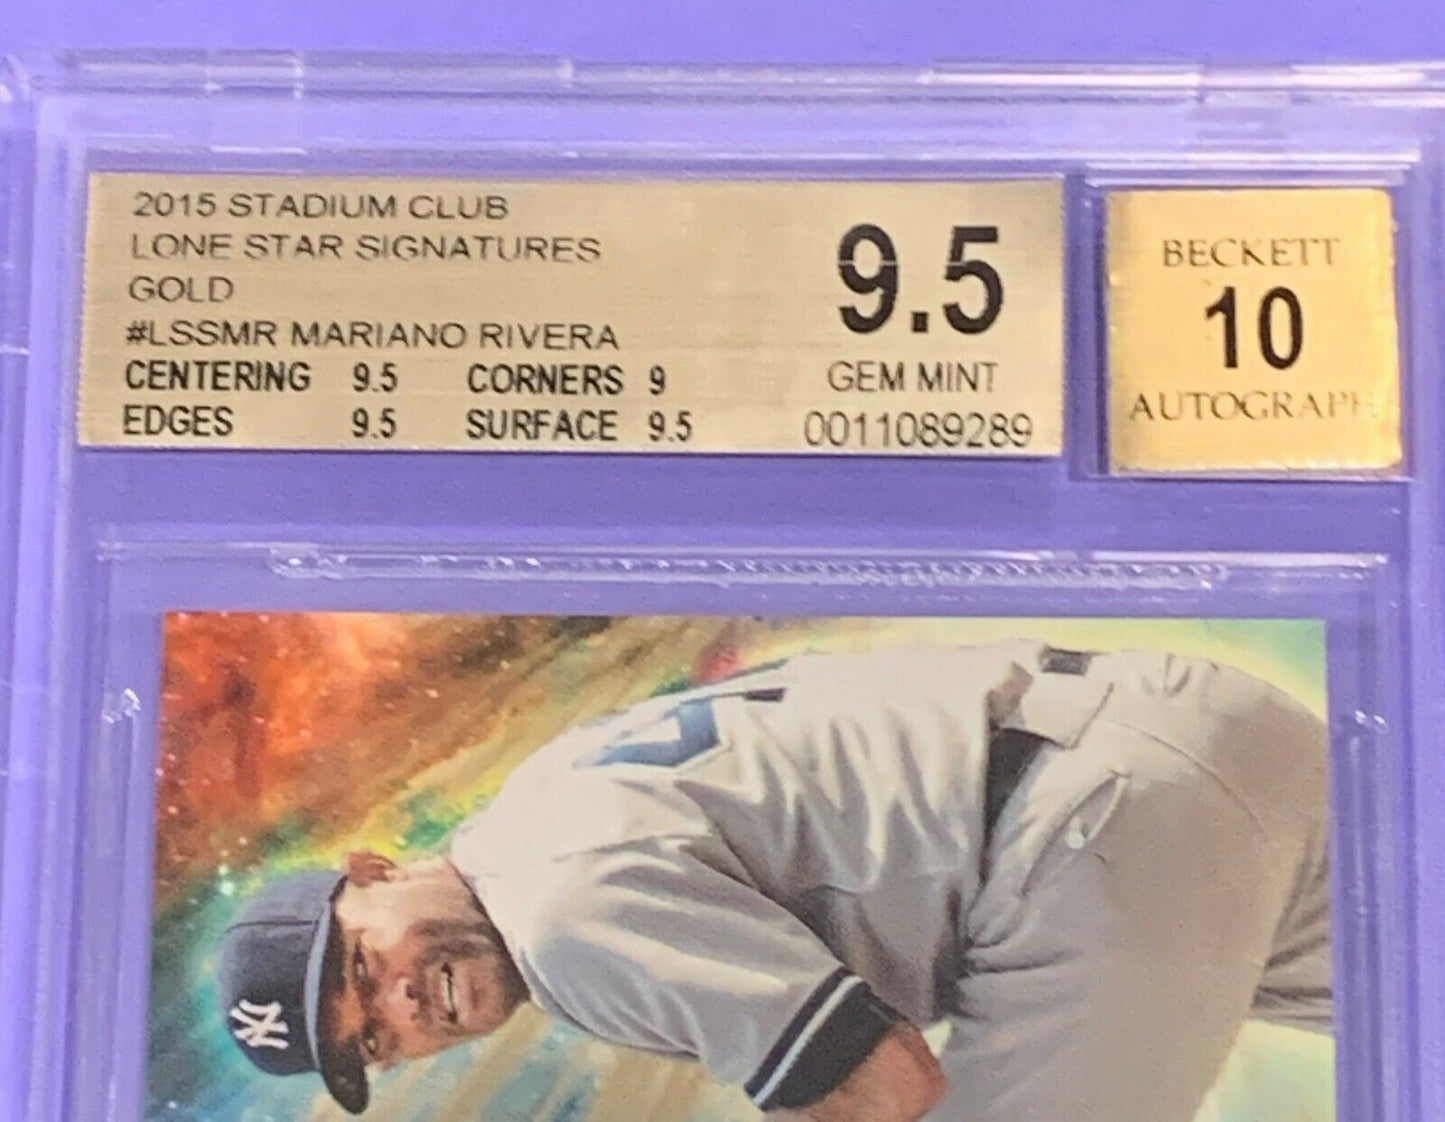 2015 STADIUM CLUB
LONE STAR SIGNATURES
GOLD
#LSSMR MARIANO RIVERA
CENTERING 9.5 CORNERS 9
EDGES 9.5 SURFACE 9.5
9.5
GEM MINT
0011089289
BECKETT
10
AUTOGRAPH
NY